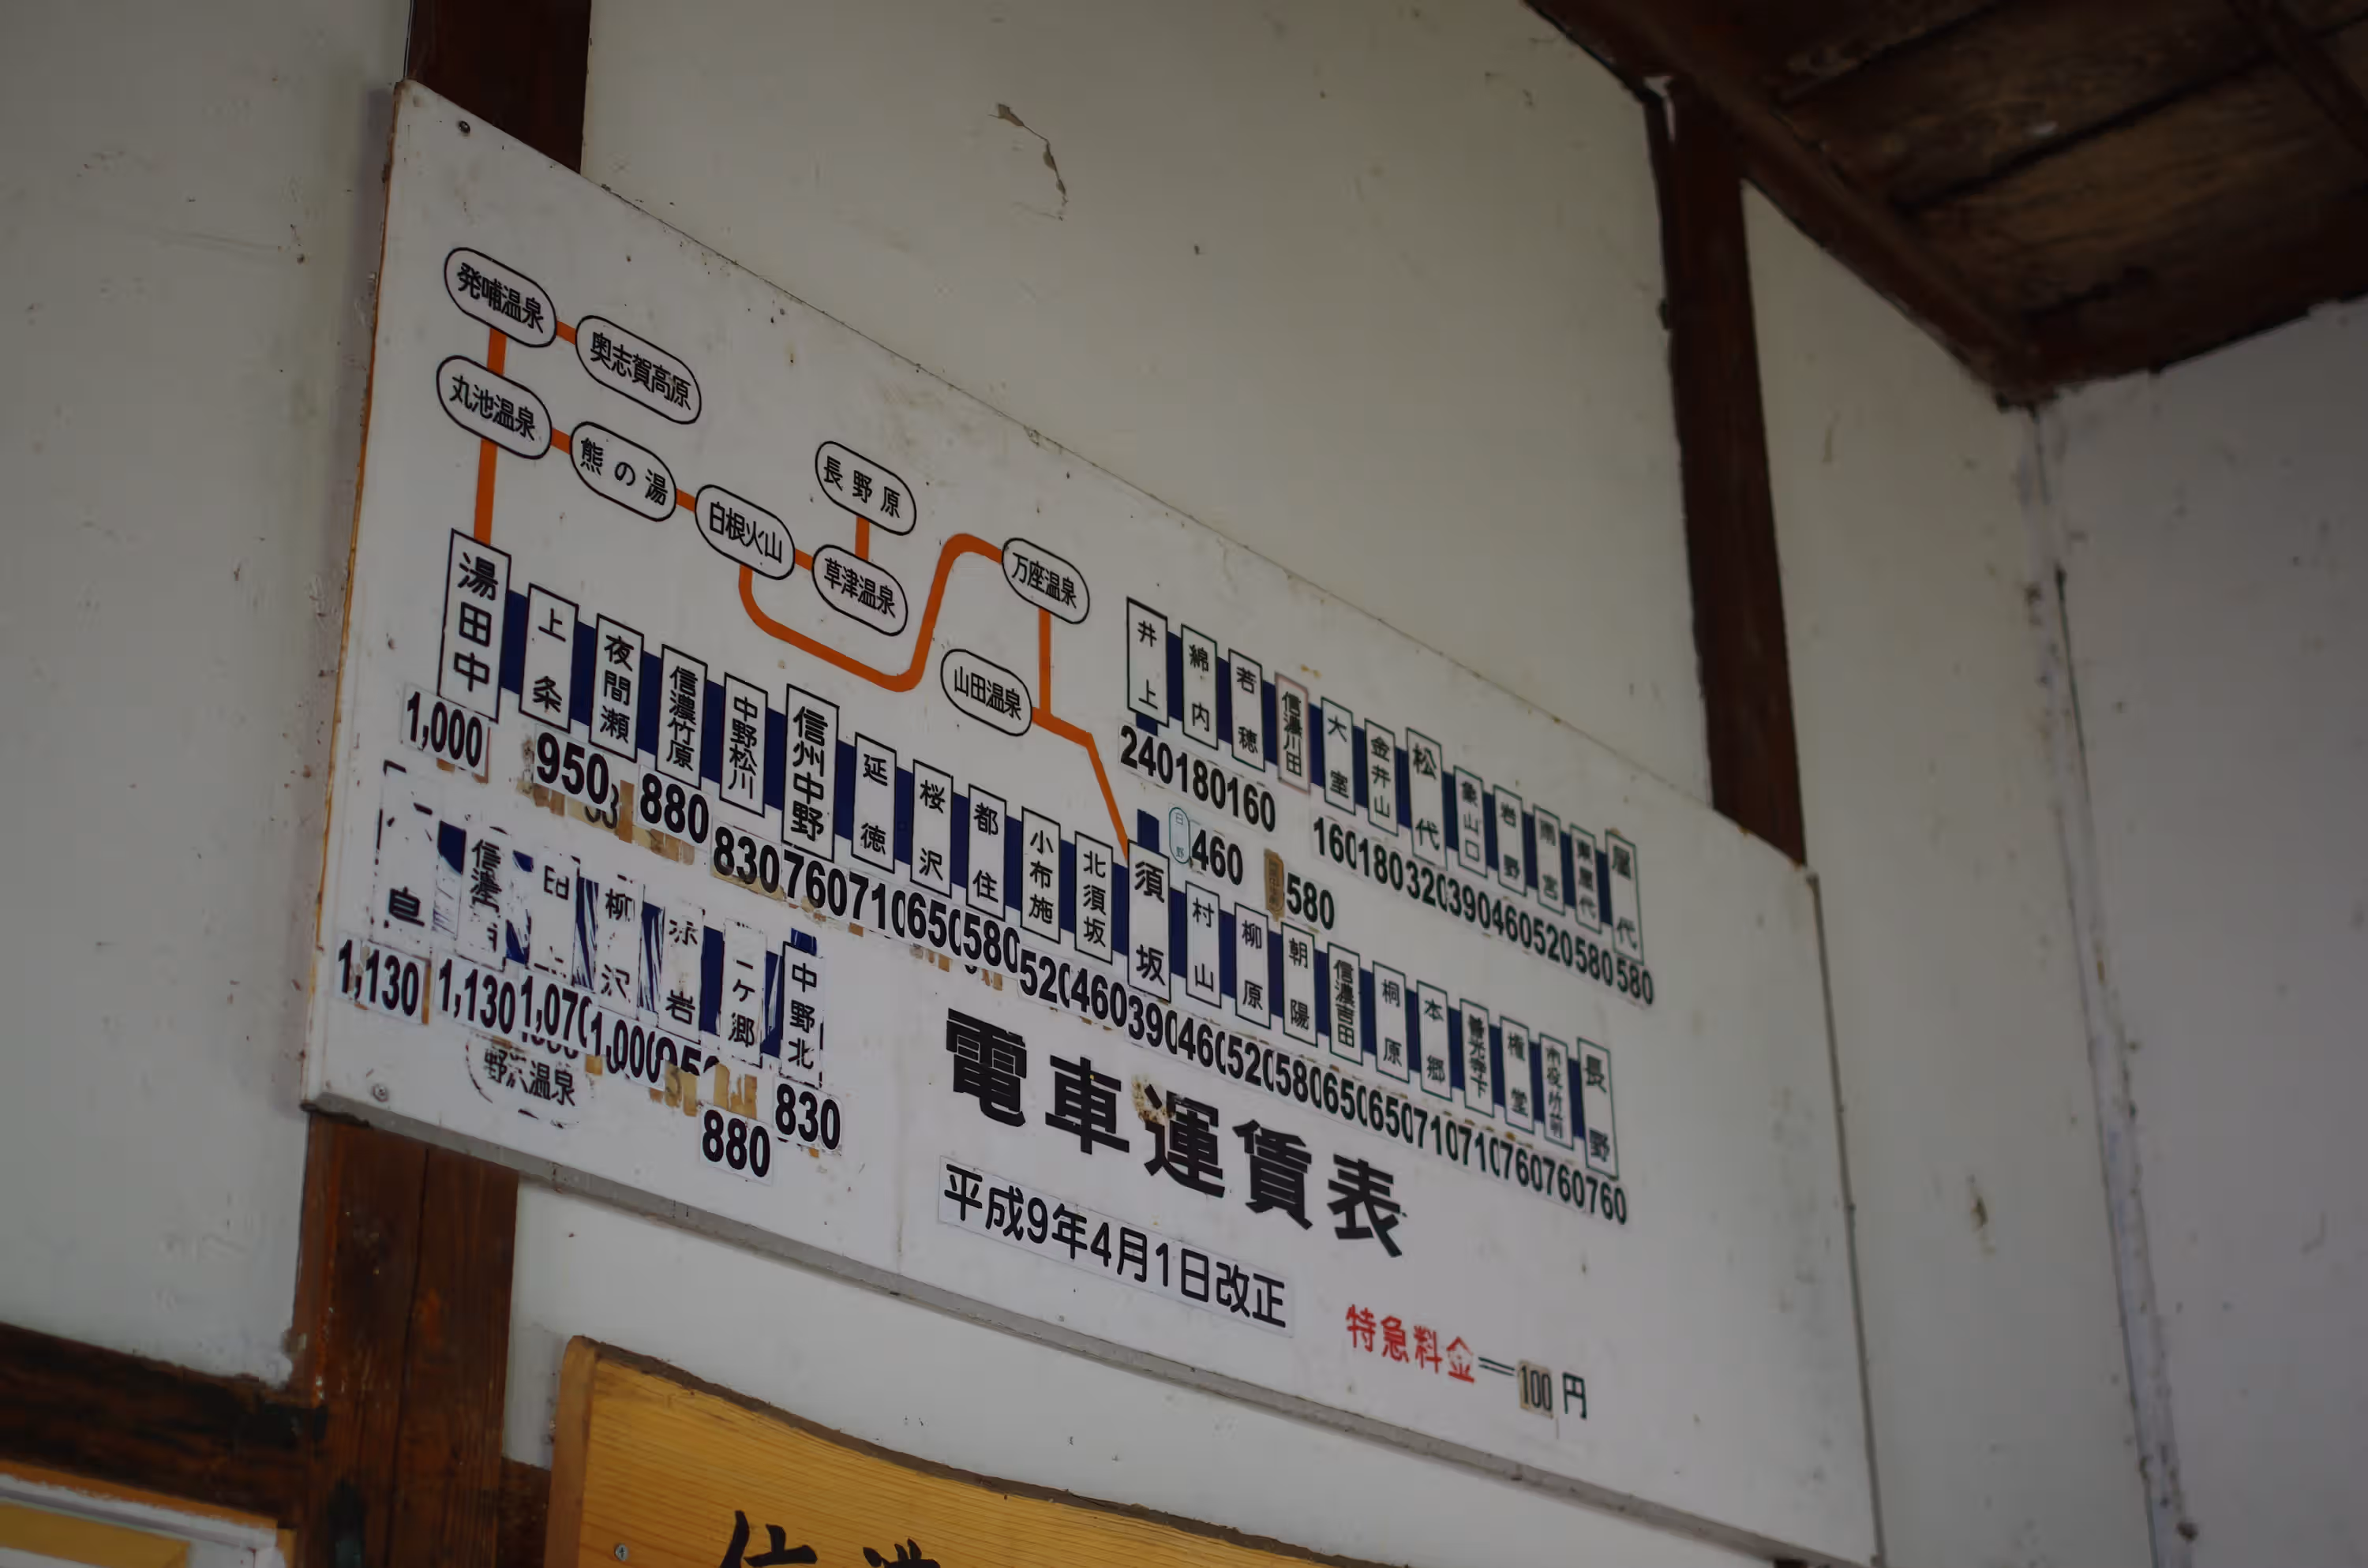 発哺温泉
奥志賀高原
丸池温泉
熊の湯
白根火山
長野原
草津温泉
万座温泉
山田温泉
湯田中
上条
夜間瀬
信濃竹原
中野松川
信州中野
延徳
桜沢
都住
小布施
北須坂
須坂
村山
柳原
朝陽
信濃吉田
桐原
本郷
善光寺下
権堂
市役所前
長野
1,000
950
880
830
760
710
650
580
520
460
390
460
520
580
650
650
710
710
760
760
760
井上
綿内
若穂
信濃川田
大室
金井山
松代
象山口
岩野
雨宮
東屋代
屋代
240
180
160
160
180
320
390
460
520
580
580
460
580
柳沢
赤岩
中野北
1,130
1,130
1,070
1,000
880
830
野沢温泉
電車運賃表
平成9年4月1日改正
特急料金=100円